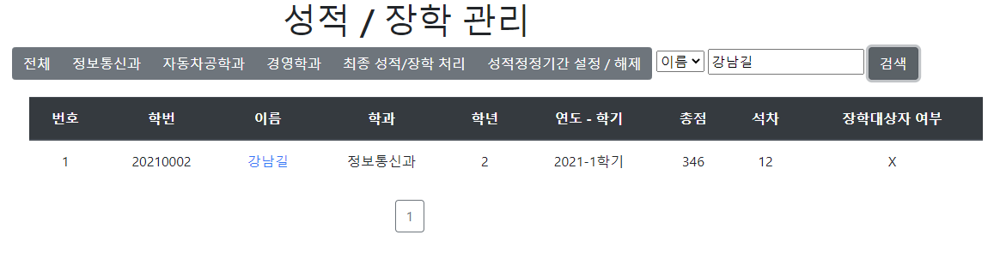 성적 / 장학 관리
전체 정보통신과 자동차공학과 경영학과 최종 성적/장학 처리 성적정정기간 설정 / 해제 이름 강남길 검색
번호 학번 이름 학과 학년 연도 - 학기 총점 석차 장학대상자 여부
1 20210002 강남길 정보통신과 2 2021-1학기 346 12 X
1